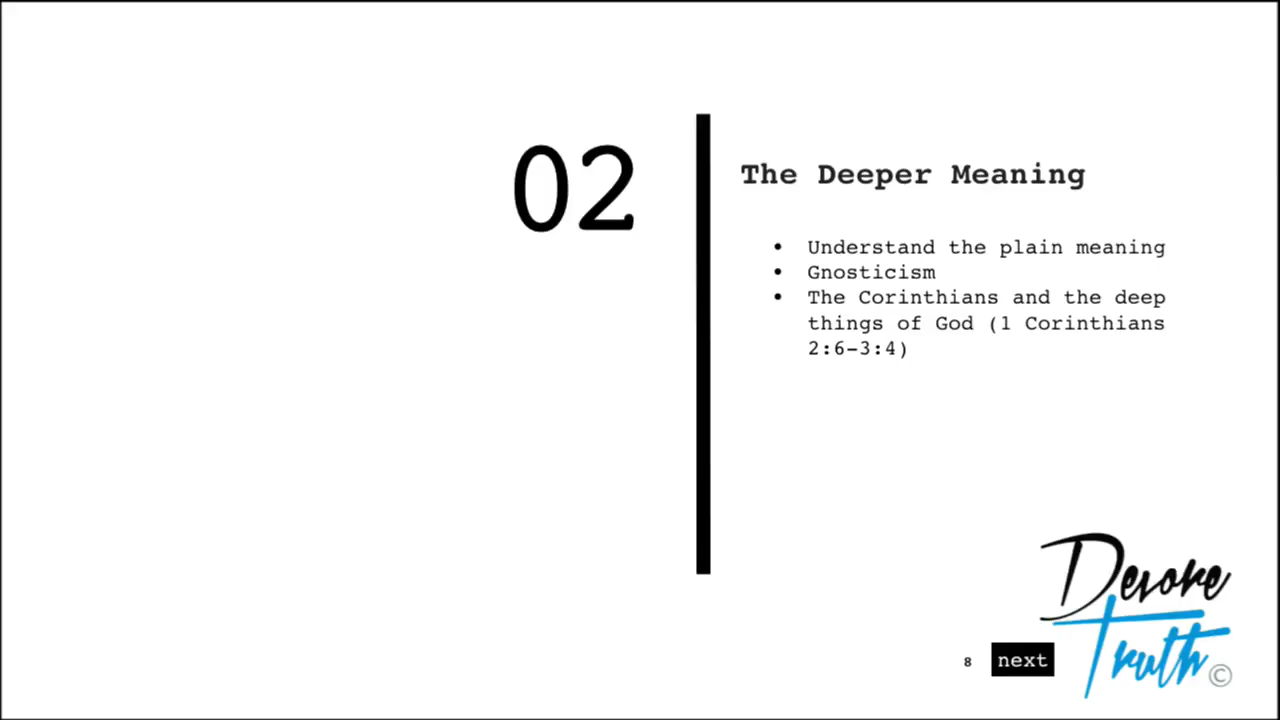 02
The Deeper Meaning
• Understand the plain meaning
• Gnosticism
• The Corinthians and the deep
things of God (1 Corinthians
2:6–3:4)
Devore
Truth©
8 next